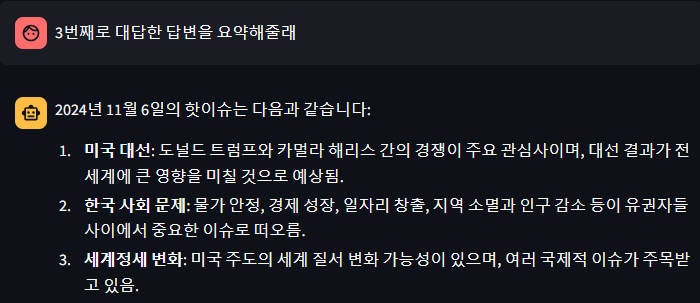 3번째로 대답한 답변을 요약해줄래
2024년 11월 6일의 핫이슈는 다음과 같습니다:
1. 미국 대선: 도널드 트럼프와 카멀라 해리스 간의 경쟁이 주요 관심사이며, 대선 결과가 전
세계에 큰 영향을 미칠 것으로 예상됨.
2. 한국 사회 문제: 물가 안정, 경제 성장, 일자리 창출, 지역 소멸과 인구 감소 등이 유권자들
사이에서 중요한 이슈로 떠오름.
3. 세계정세 변화: 미국 주도의 세계 질서 변화 가능성이 있으며, 여러 국제적 이슈가 주목받
고 있음.